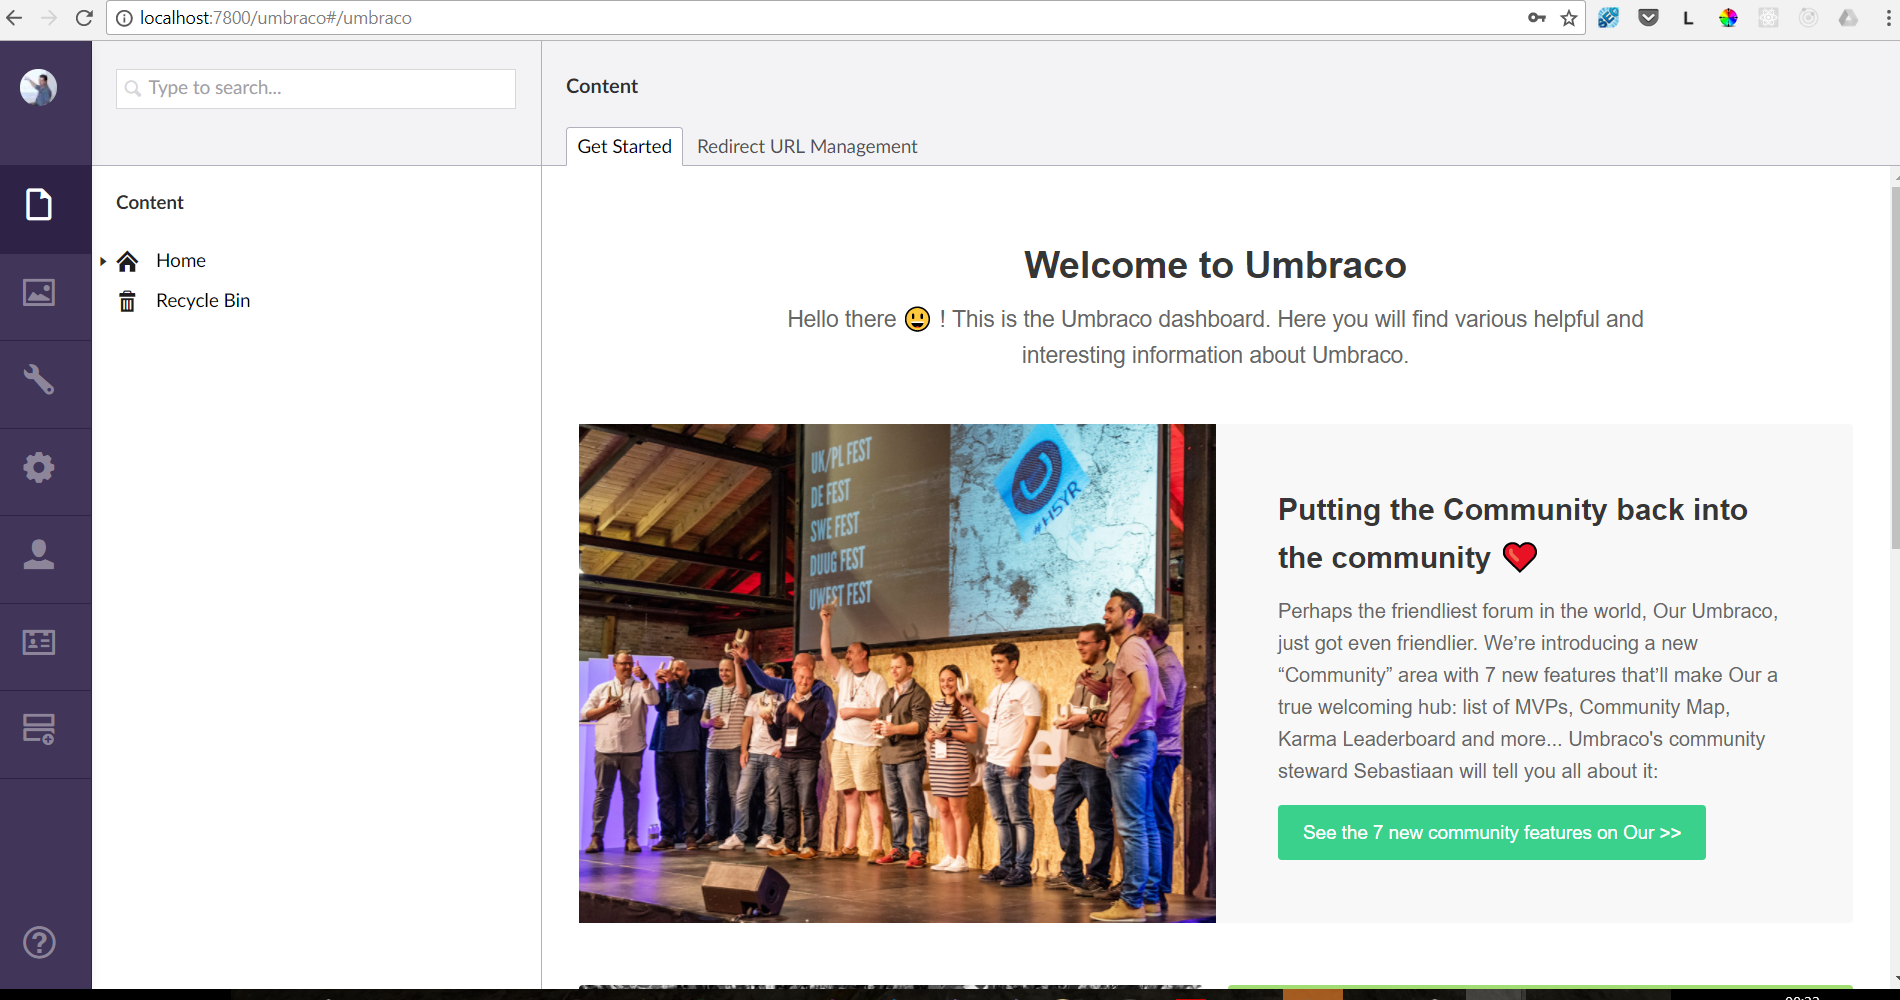 localhost:7800/umbraco#/umbraco
L
Type to search...
Content
Get Started
Redirect URL Management
Content
Home
Recycle Bin
Welcome to Umbraco
Hello there 😃 ! This is the Umbraco dashboard. Here you will find various helpful and
interesting information about Umbraco.
UK/PL FEST
DE FEST
SWE FEST
DUUG FEST
UWEST FEST
#H5YR
Putting the Community back into
the community ❤
Perhaps the friendliest forum in the world, Our Umbraco,
just got even friendlier. We’re introducing a new
“Community” area with 7 new features that’ll make Our a
true welcoming hub: list of MVPs, Community Map,
Karma Leaderboard and more... Umbraco's community
steward Sebastiaan will tell you all about it:
See the 7 new community features on Our >>